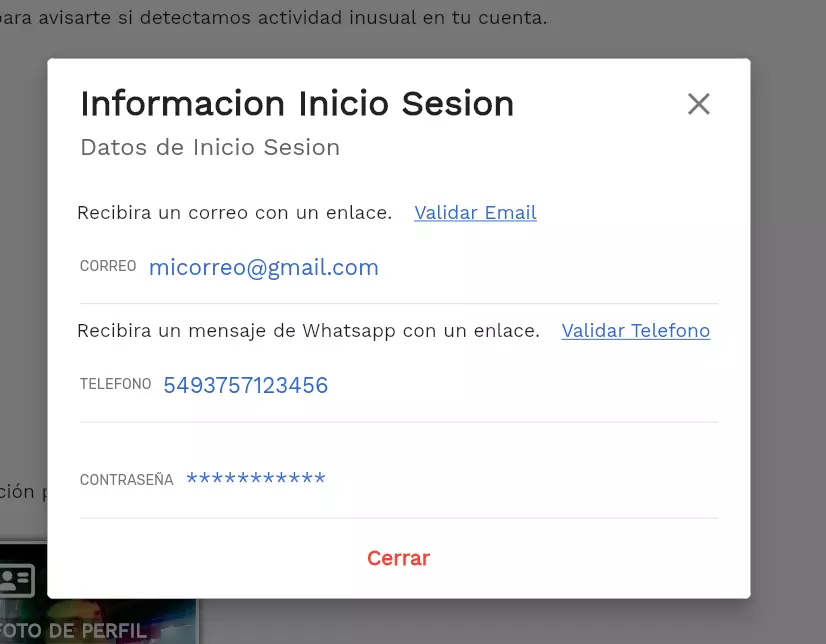 para avisarte si detectamos actividad inusual en tu cuenta.
Informacion Inicio Sesion
Datos de Inicio Sesion
Recibira un correo con un enlace. Validar Email
CORREO micorreo@gmail.com
Recibira un mensaje de Whatsapp con un enlace. Validar Telefono
TELEFONO 5493757123456
CONTRASEÑA ***********
ción p
Cerrar
FOTO DE PERFIL